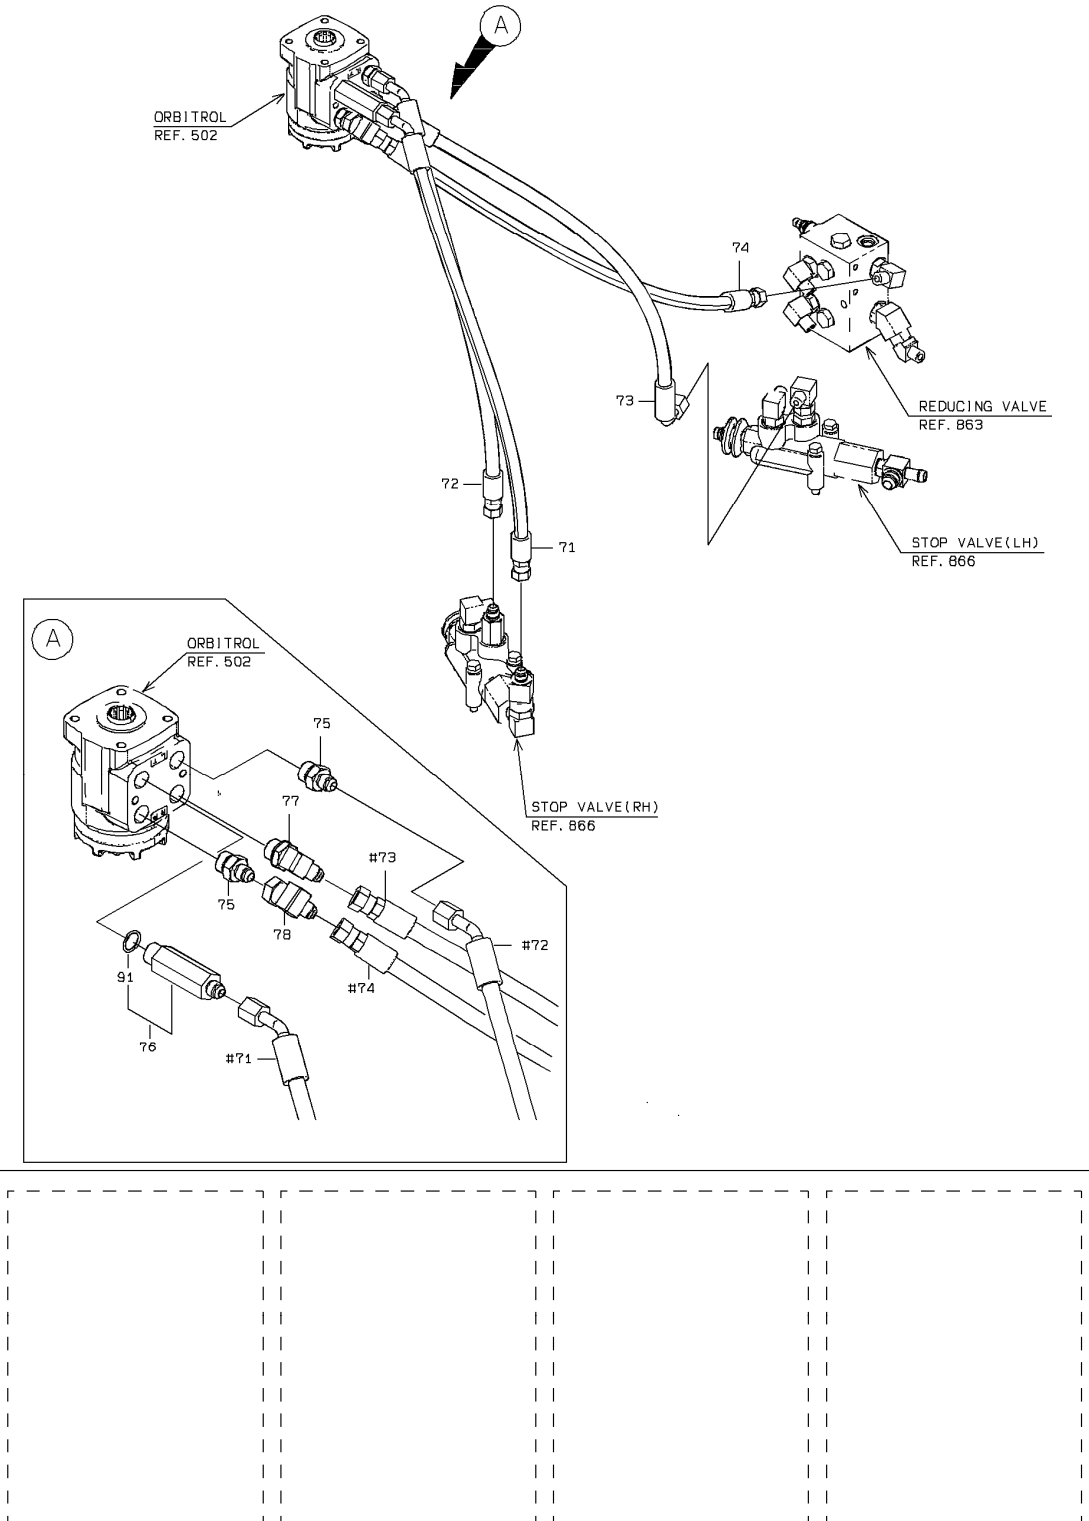 A
ORBITROL
REF. 502
74
73
REDUCING VALVE
REF. 863
72
71
STOP VALVE(LH)
REF. 866
A
ORBITROL
REF. 502
75
77
STOP VALVE(RH)
REF. 866
#73
75
78
#72
91
#74
76
#71